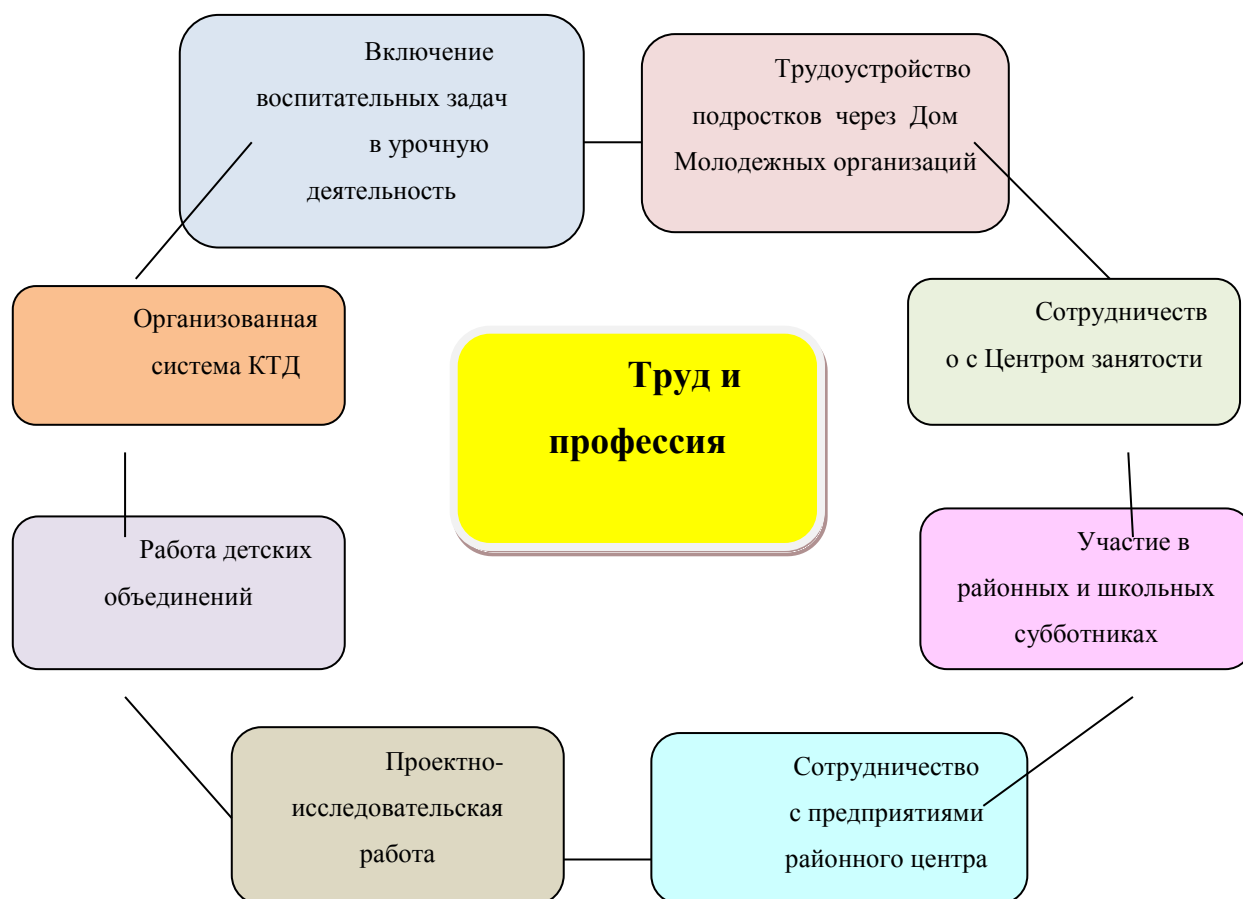 Включение
воспитательных задач
в урочную
деятельность
Трудоустройство
подростков через Дом
Молодежных организаций
Организованная
система КТД
Сотрудничеств
о с Центром занятости
Труд и
профессия
Работа детских
объединений
Участие в
районных и школьных
субботниках
Проектно-
исследовательская
работа
Сотрудничество
с предприятиями
районного центра